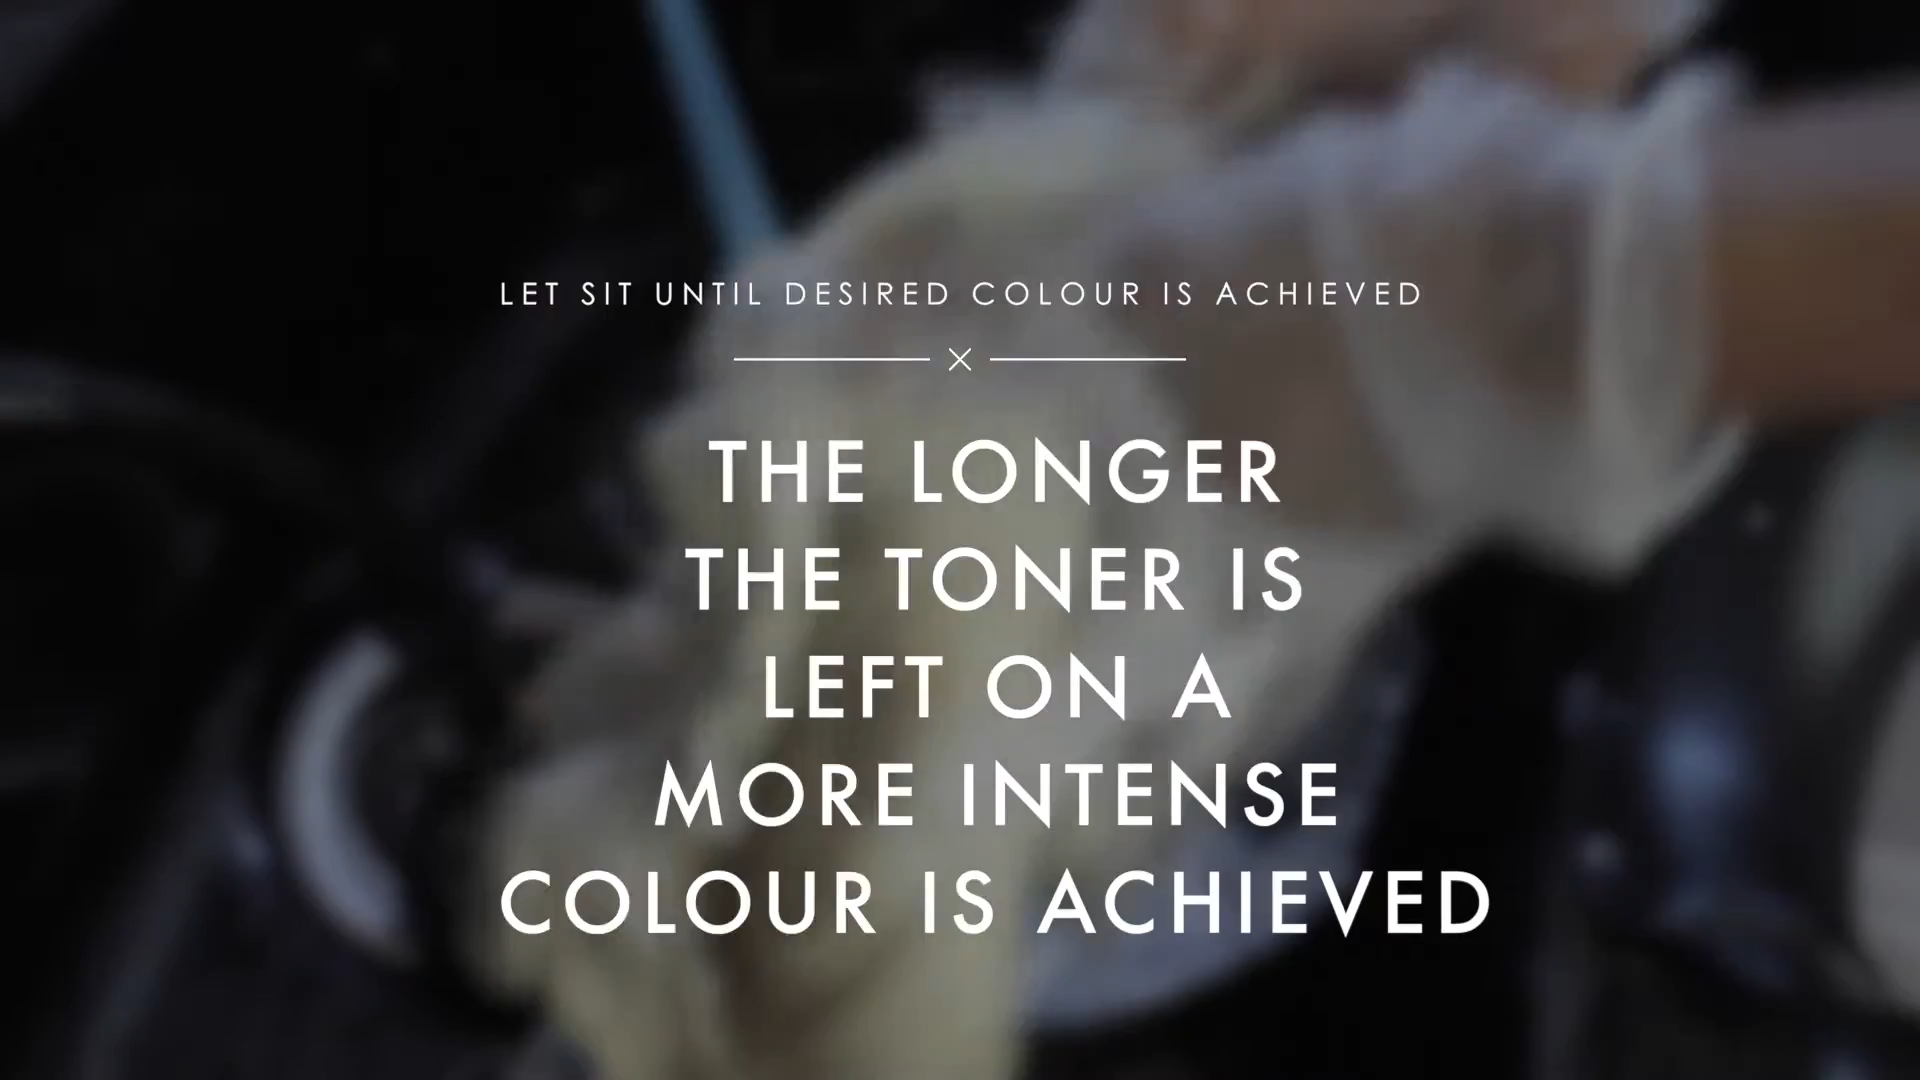 LET SIT UNTIL DESIRED COLOUR IS ACHIEVED
THE LONGER
THE TONER IS
LEFT ON A
MORE INTENSE
COLOUR IS ACHIEVED